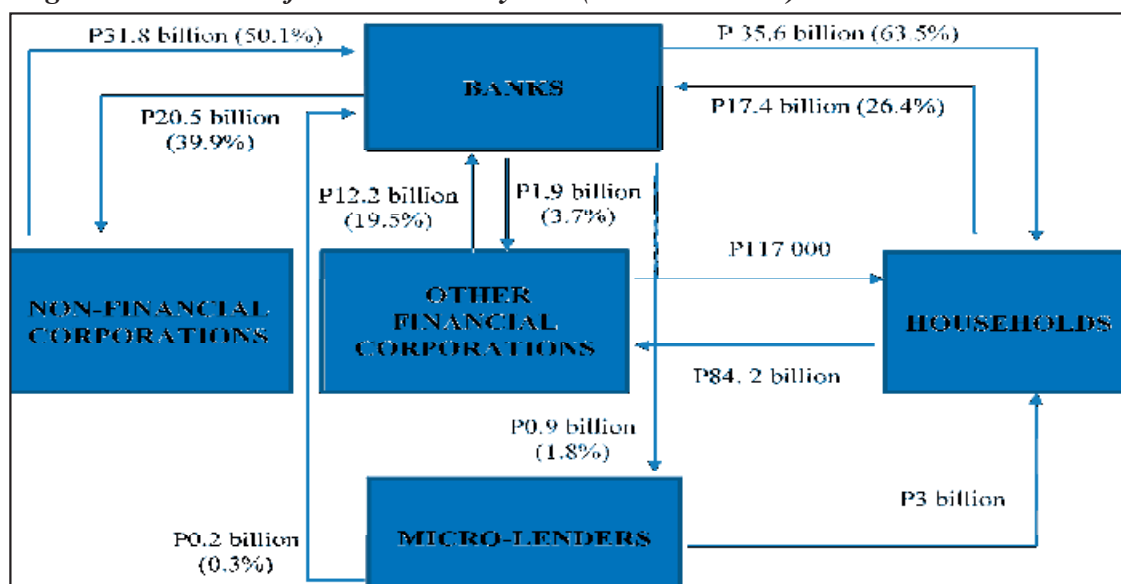 P31.8 billion (50.1%)
P 35.6 billion (63.5%)
BANKS
P17.4 billion (26.4%)
P20.5 billion
(39.9%)
P12.2 billion
(19.5%)
P1.9 billion
(3.7%)
P117 000
NON-FINANCIAL
CORPORATIONS
OTHER
FINANCIAL
CORPORATIONS
HOUSEHOLDS
P84. 2 billion
P0.9 billion
(1.8%)
P3 billion
MICRO-LENDERS
P0.2 billion
(0.3%)